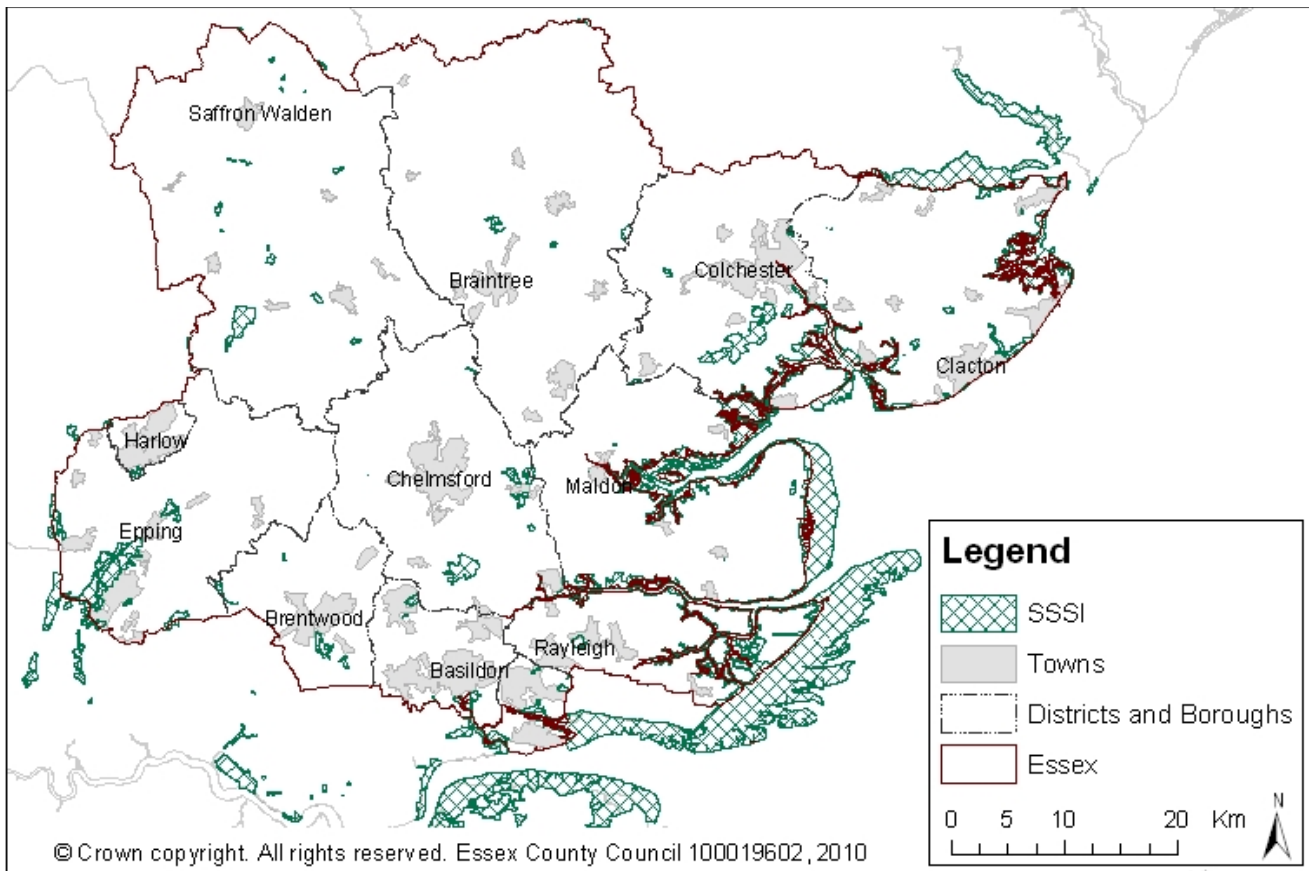 Saffron Walden
Braintree
Colchester
Clacton
Harlow
Chelmsford
Maldon
Epping
Brentwood
Rayleigh
Basildon
Legend
SSSI
Towns
Districts and Boroughs
Essex
N
0 5 10 20 Km
© Crown copyright. All rights reserved. Essex County Council 100019602, 2010